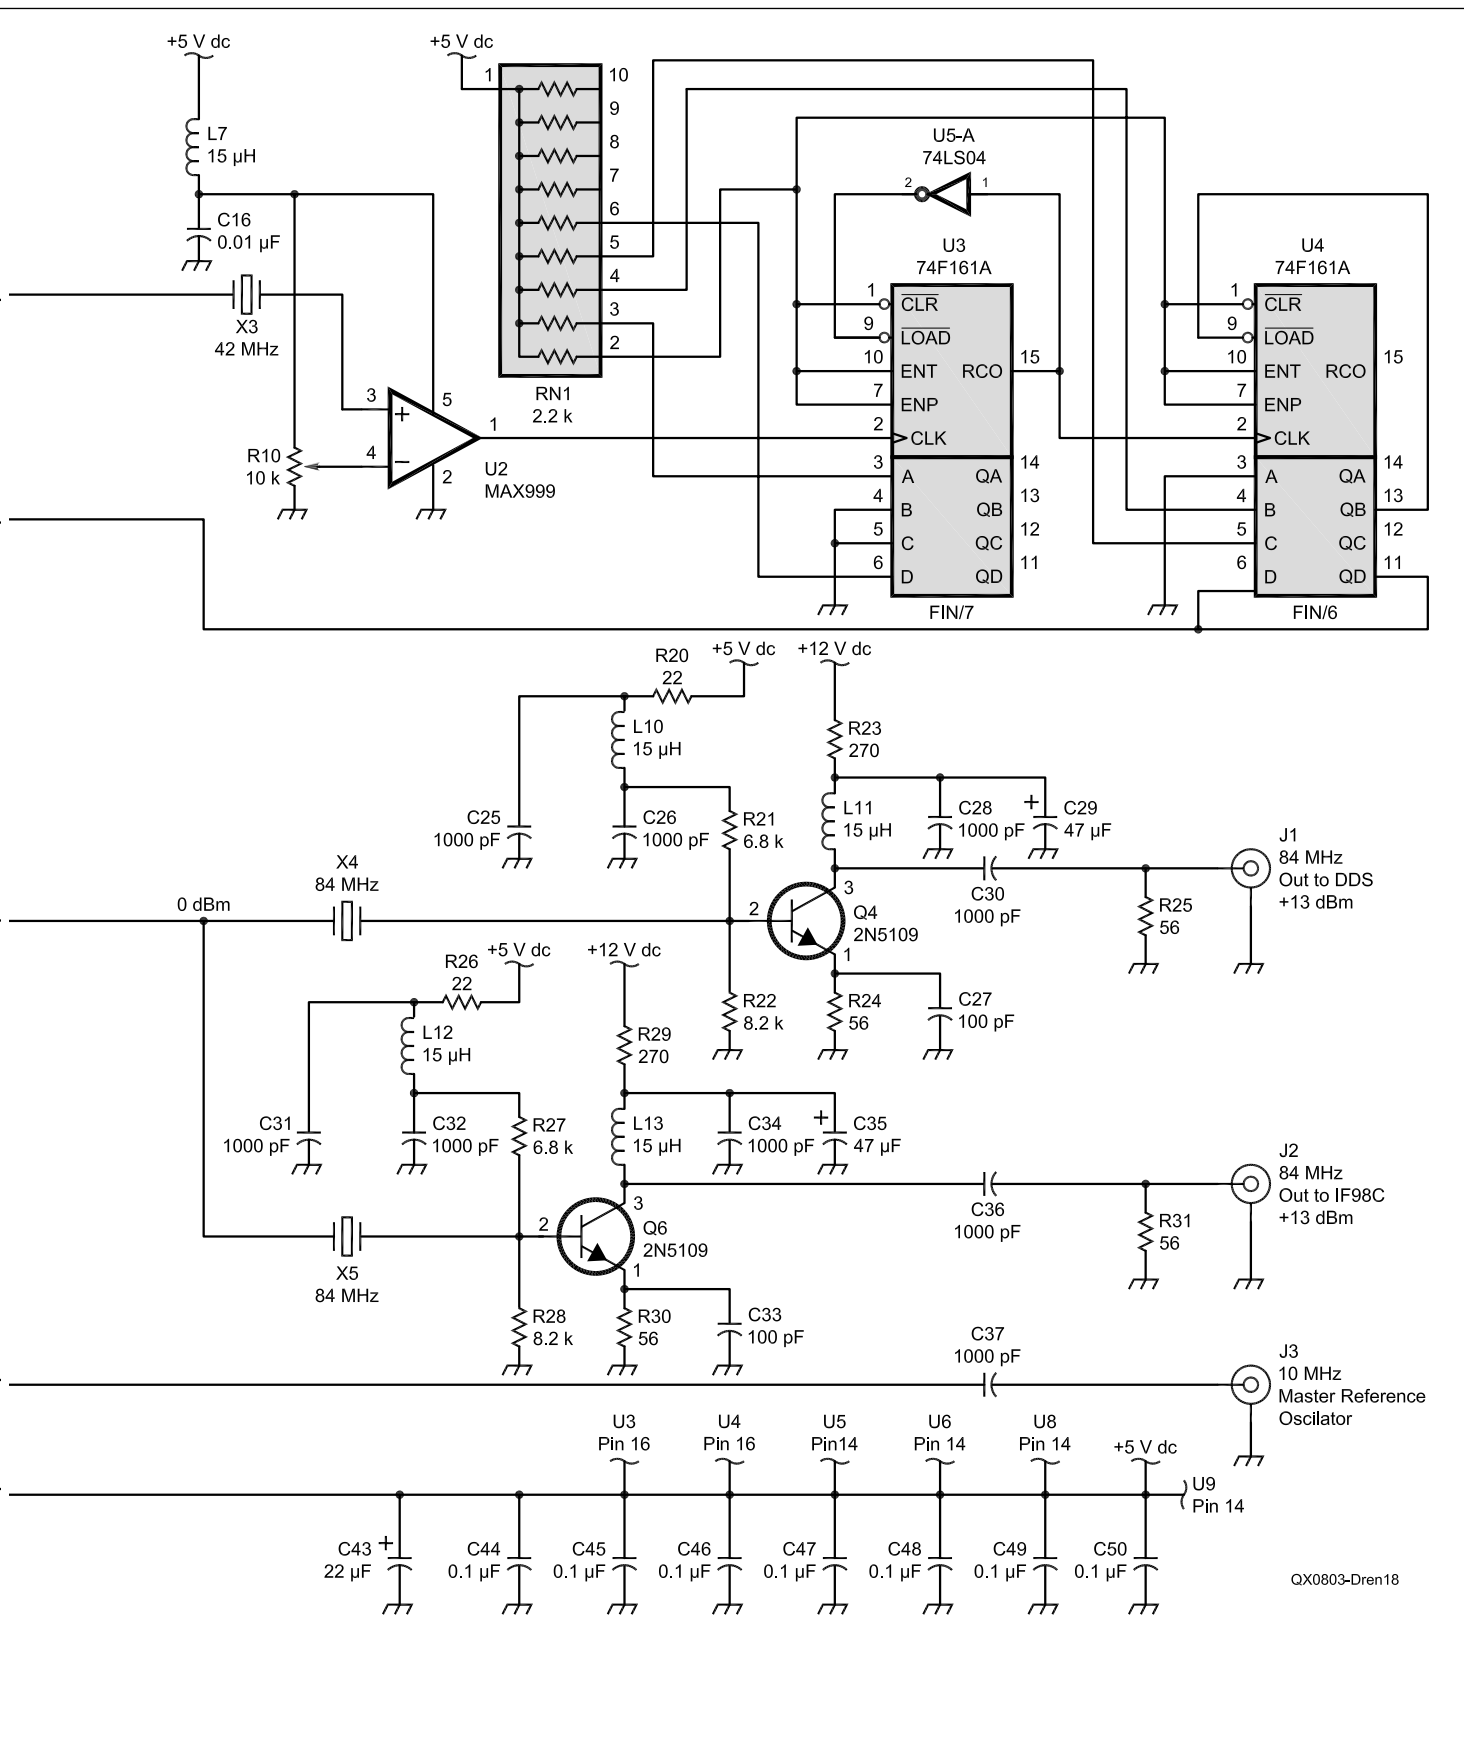 +5 V dc
+5 V dc
L7
15 µH
C16
0.01 µF
X3
42 MHz
R10
10 k
3
4
+
–
5
2
1
U2
MAX999
1
10
9
8
7
6
5
4
3
2
RN1
2.2 k
U5-A
74LS04
2
1
U3
74F161A
1
CLR
9
LOAD
10
ENT
RCO
15
7
ENP
2
CLK
3
A
QA
14
4
B
QB
13
5
C
QC
12
6
D
QD
11
FIN/7
U4
74F161A
1
CLR
9
LOAD
10
ENT
RCO
15
7
ENP
2
CLK
3
A
QA
14
4
B
QB
13
5
C
QC
12
6
D
QD
11
FIN/6
R20
22
+5 V dc
+12 V dc
L10
15 µH
R23
270
C25
1000 pF
C26
1000 pF
R21
6.8 k
L11
15 µH
C28
1000 pF
+
C29
47 µF
J1
84 MHz
Out to DDS
+13 dBm
X4
84 MHz
0 dBm
2
3
1
Q4
2N5109
C30
1000 pF
R25
56
R22
8.2 k
R24
56
C27
100 pF
R26
22
+5 V dc
+12 V dc
L12
15 µH
R29
270
C31
1000 pF
C32
1000 pF
R27
6.8 k
L13
15 µH
C34
1000 pF
+
C35
47 µF
J2
84 MHz
Out to IF98C
+13 dBm
X5
84 MHz
2
3
1
Q6
2N5109
C36
1000 pF
R31
56
R28
8.2 k
R30
56
C33
100 pF
C37
1000 pF
J3
10 MHz
Master Reference
Oscilator
U3
Pin 16
U4
Pin 16
U5
Pin14
U6
Pin 14
U8
Pin 14
+5 V dc
U9
Pin 14
C43
+
22 µF
C44
0.1 µF
C45
0.1 µF
C46
0.1 µF
C47
0.1 µF
C48
0.1 µF
C49
0.1 µF
C50
0.1 µF
QX0803-Dren18